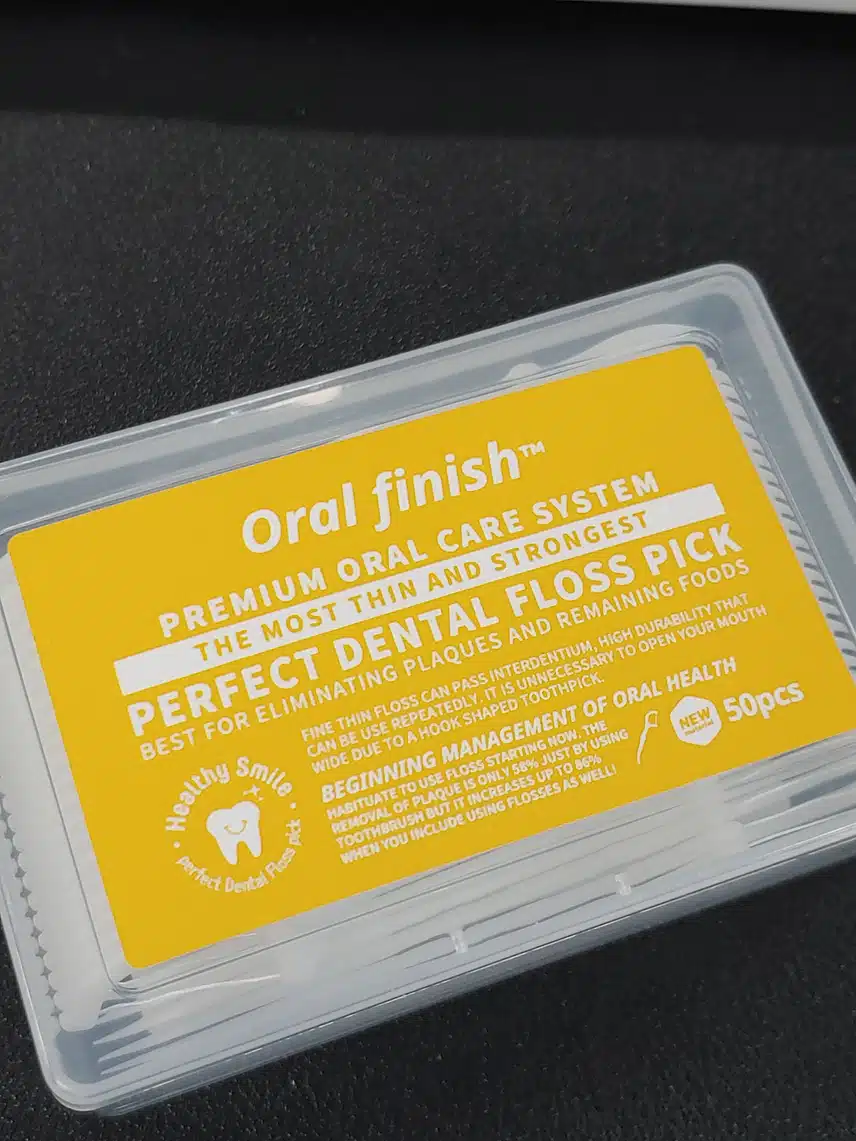 Oral finish™
PREMIUM ORAL CARE SYSTEM
THE MOST THIN AND STRONGEST
PERFECT DENTAL FLOSS PICK
BEST FOR ELIMINATING PLAQUES AND REMAINING FOODS
FINE THIN FLOSS CAN PASS INTERDENTIUM, HIGH DURABILITY THAT
CAN BE USE REPEATEDLY. IT IS UNNECESSARY TO OPEN YOUR MOUTH
WIDE DUE TO A HOOK SHAPED TOOTHPICK.
BEGINNING MANAGEMENT OF ORAL HEALTH
HABITUATE TO USE FLOSS STARTING NOW. THE
REMOVAL OF PLAQUE IS ONLY 58% JUST BY USING
TOOTHBRUSH BUT IT INCREASES UP TO 86%
WHEN YOU INCLUDE USING FLOSSES AS WELL!
NEW
50pcs
Healthy Smile
perfect Dental Floss pick